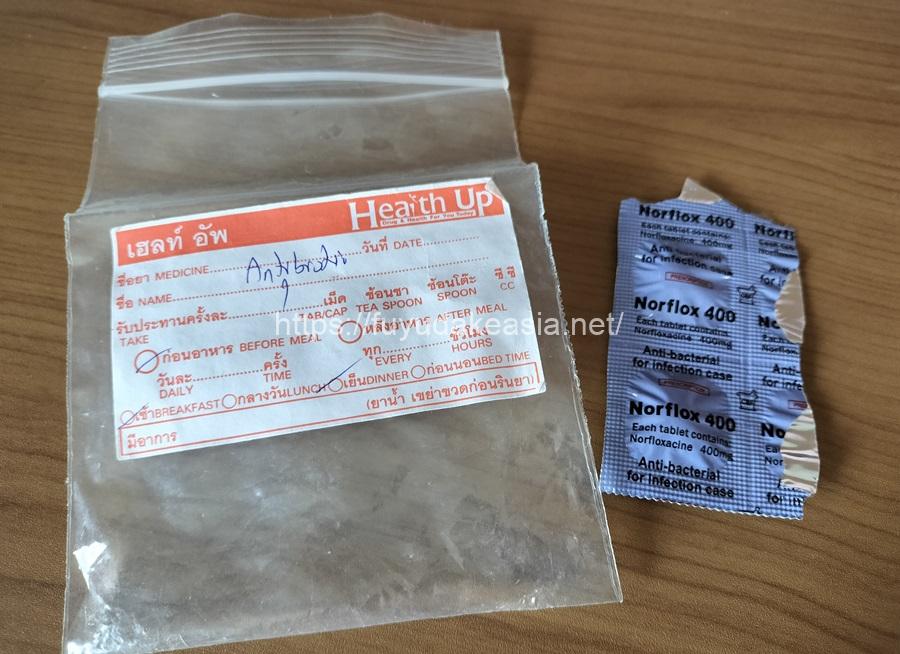 เฮลท์ อัพ
Health Up
Drug & Health For You Today
ชื่อยา MEDICINE............ วันที่ DATE............
ชื่อ NAME............
รับประทานครั้งละ............เม็ด ช้อนชา ช้อนโต๊ะ ซี ซี
TAKE TAB/CAP TEA SPOON SPOON CC
ก่อนอาหาร BEFORE MEAL หลังอาหาร AFTER MEAL
วันละ............ครั้ง ทุก............ชั่วโมง
DAILY TIME EVERY HOURS
เช้าBREAKFAST กลางวันLUNCH เย็นDINNER ก่อนนอนBED TIME
(ยาน้ำ เขย่าขวดก่อนรินยา)
มีอาการ
https://fuyudakeasia.net/
Norflox 400
Each tablet contains:
Norfloxacine 400mg
Anti-bacterial
for infection case
Norflox 400
Each tablet contains
Norfloxacine 400mg
Anti-bacterial
for infection case
Norflox 400
Each tablet contains:
Norfloxacine 400mg
Anti-bacterial
for infection case